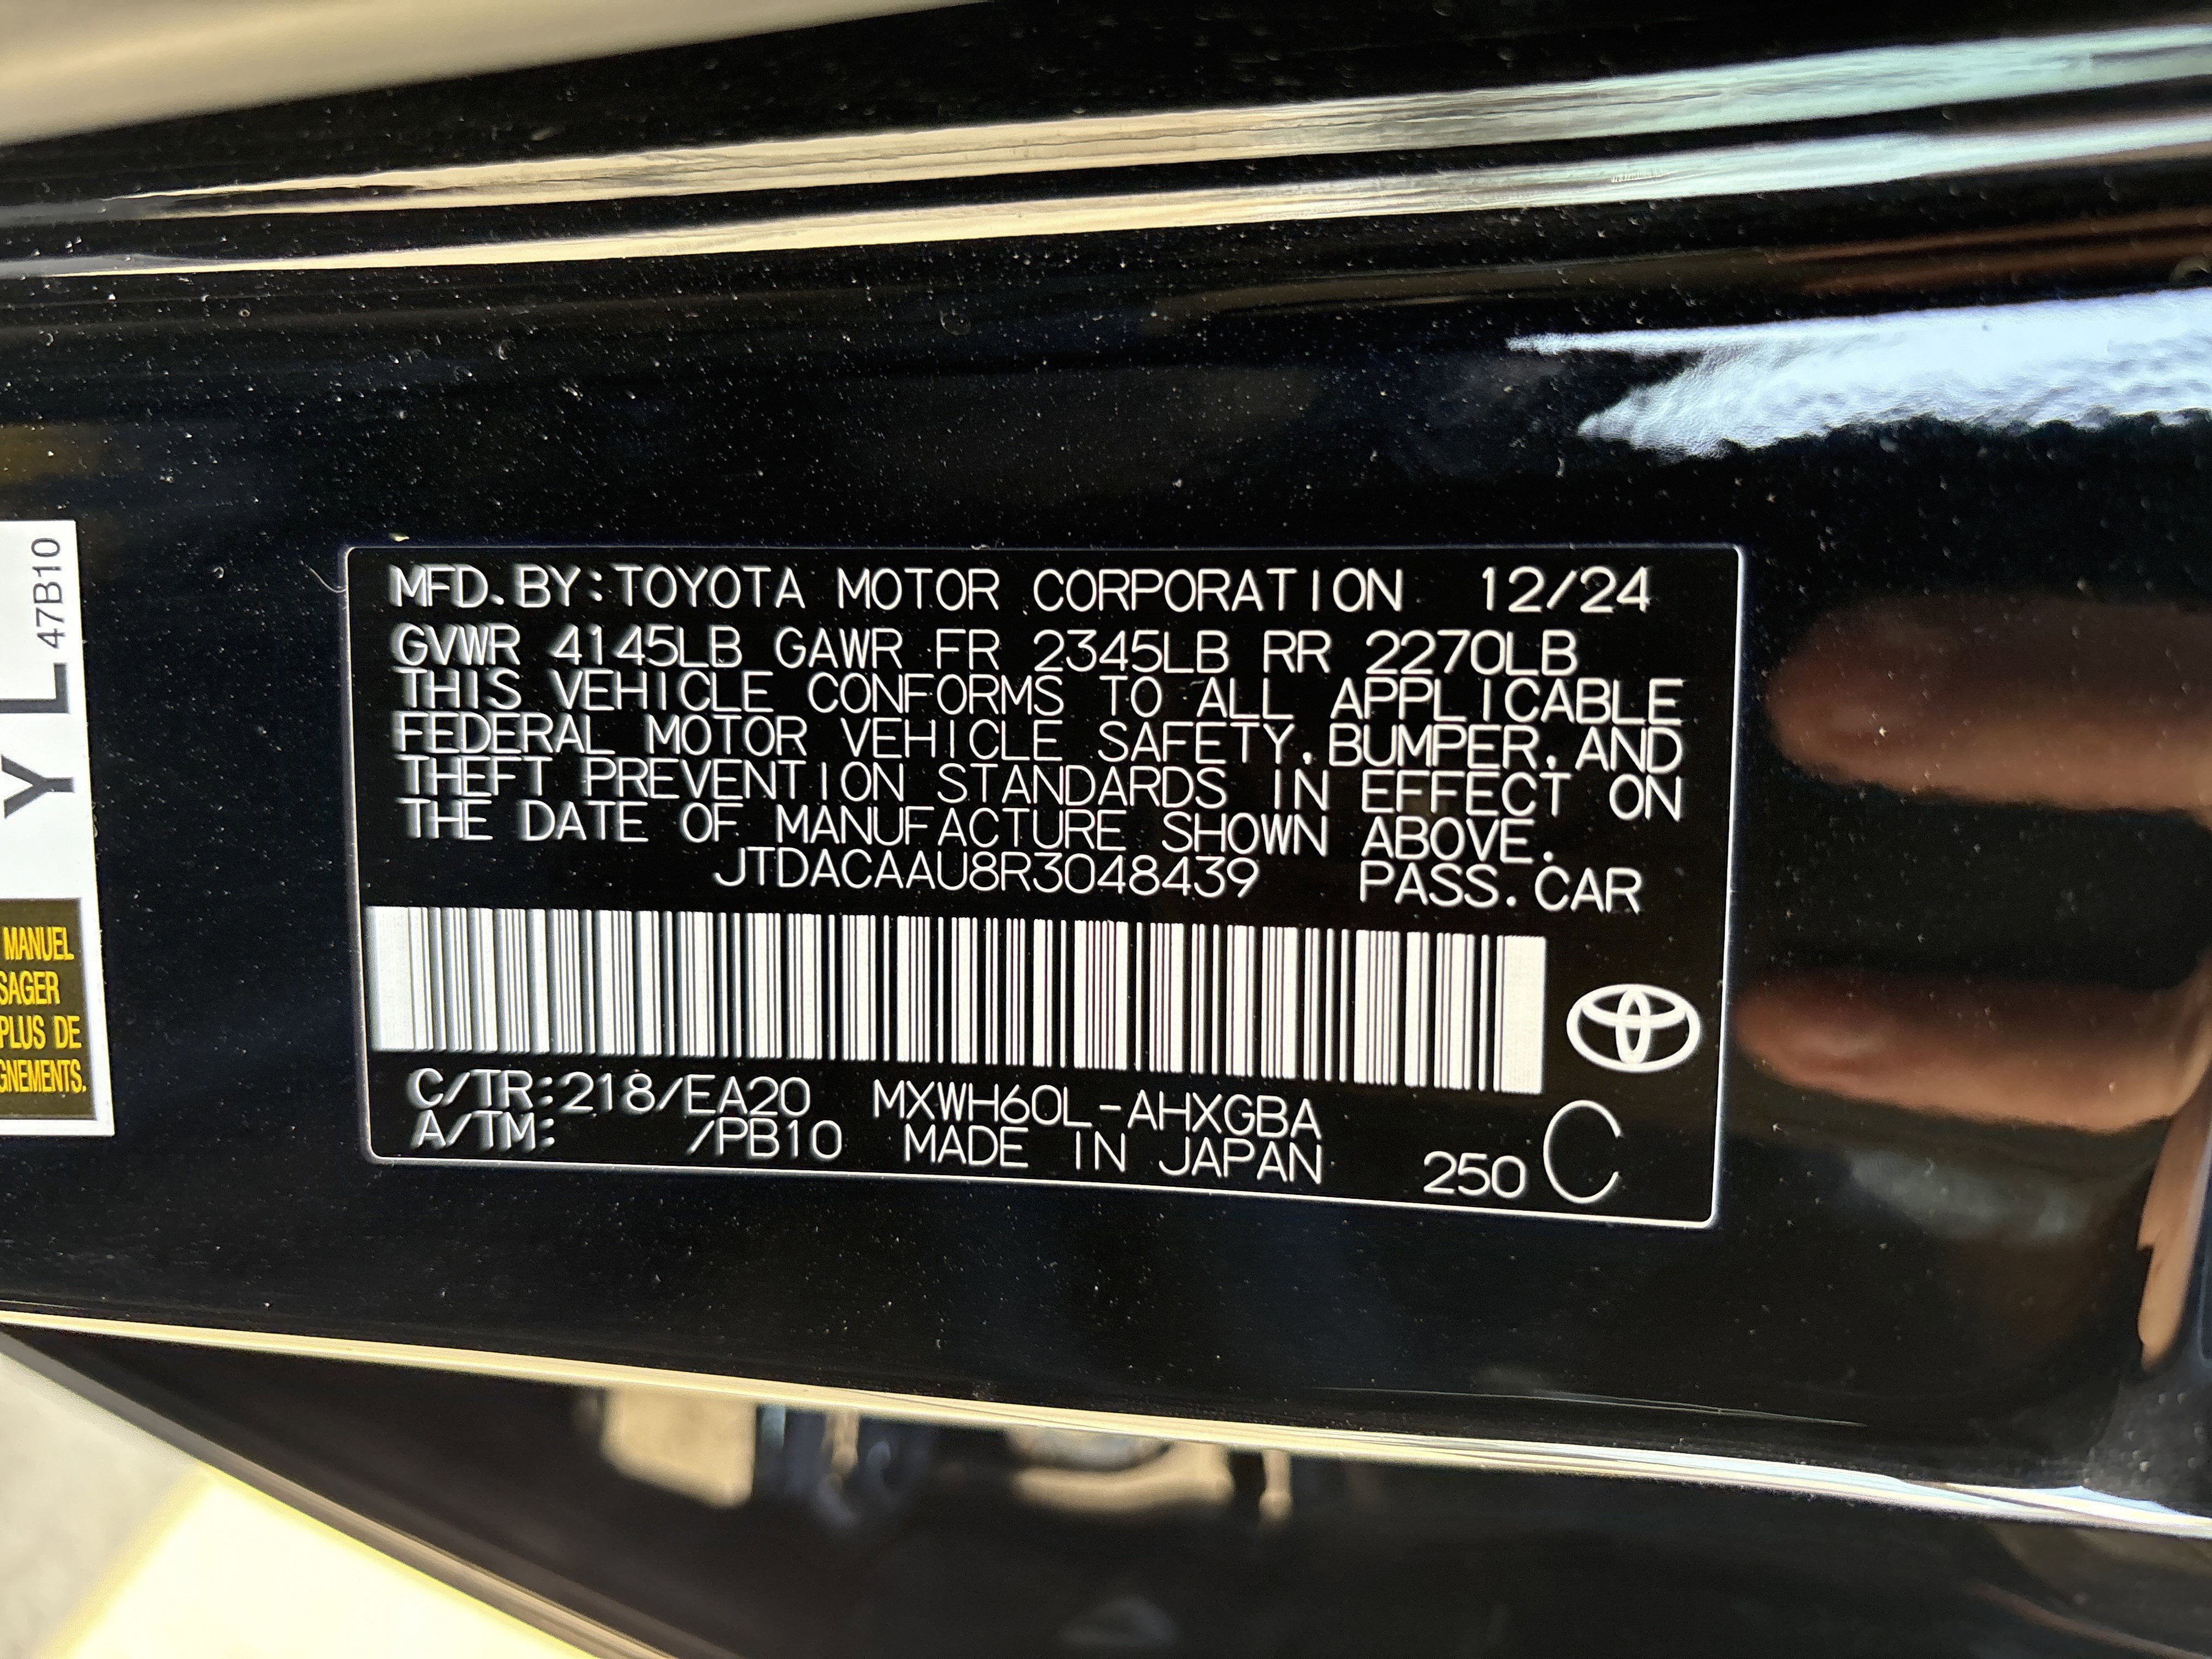 MFD.BY:TOYOTA MOTOR CORPORATION 12/24
GVWR 4145LB GAWR FR 2345LB RR 2270LB
THIS VEHICLE CONFORMS TO ALL APPLICABLE
FEDERAL MOTOR VEHICLE SAFETY, BUMPER, AND
THEFT PREVENTION STANDARDS IN EFFECT ON
THE DATE OF MANUFACTURE SHOWN ABOVE.
JTDACAAU8R3048439 PASS.CAR
C/TR:218/EA20 MXWH60L-AHXGBA
A/TM: /PB10 MADE IN JAPAN 250 C
Y L 47B10
MANUEL
SAGER
PLUS DE
GNEMENTS.